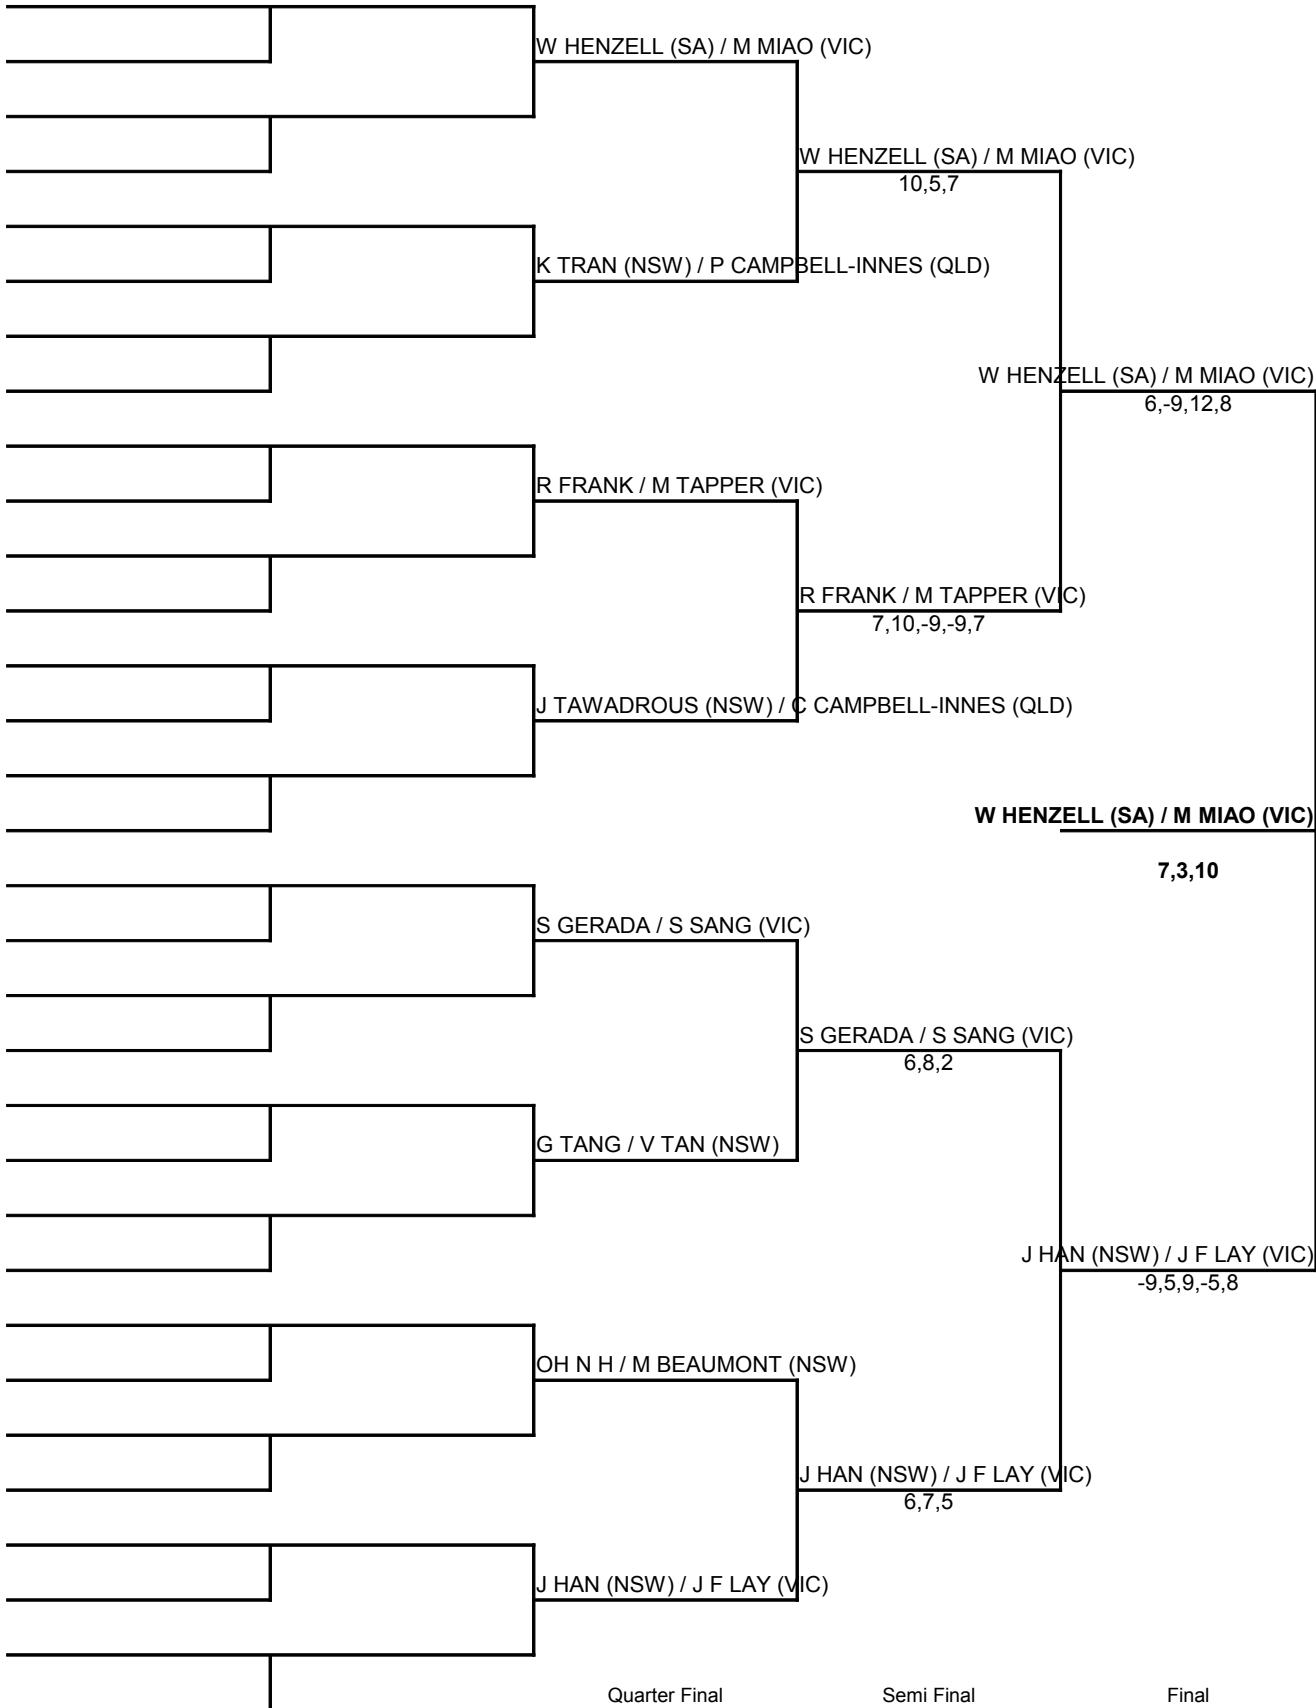 W HENZELL (SA) / M MIAO (VIC)
W HENZELL (SA) / M MIAO (VIC)
10,5,7
K TRAN (NSW) / P CAMPBELL-INNES (QLD)
W HENZELL (SA) / M MIAO (VIC)
6,-9,12,8
R FRANK / M TAPPER (VIC)
R FRANK / M TAPPER (VIC)
7,10,-9,-9,7
J TAWADROUS (NSW) / C CAMPBELL-INNES (QLD)
W HENZELL (SA) / M MIAO (VIC)
7,3,10
S GERADA / S SANG (VIC)
S GERADA / S SANG (VIC)
6,8,2
G TANG / V TAN (NSW)
J HAN (NSW) / J F LAY (VIC)
-9,5,9,-5,8
OH N H / M BEAUMONT (NSW)
J HAN (NSW) / J F LAY (VIC)
6,7,5
J HAN (NSW) / J F LAY (VIC)
Quarter Final Semi Final Final